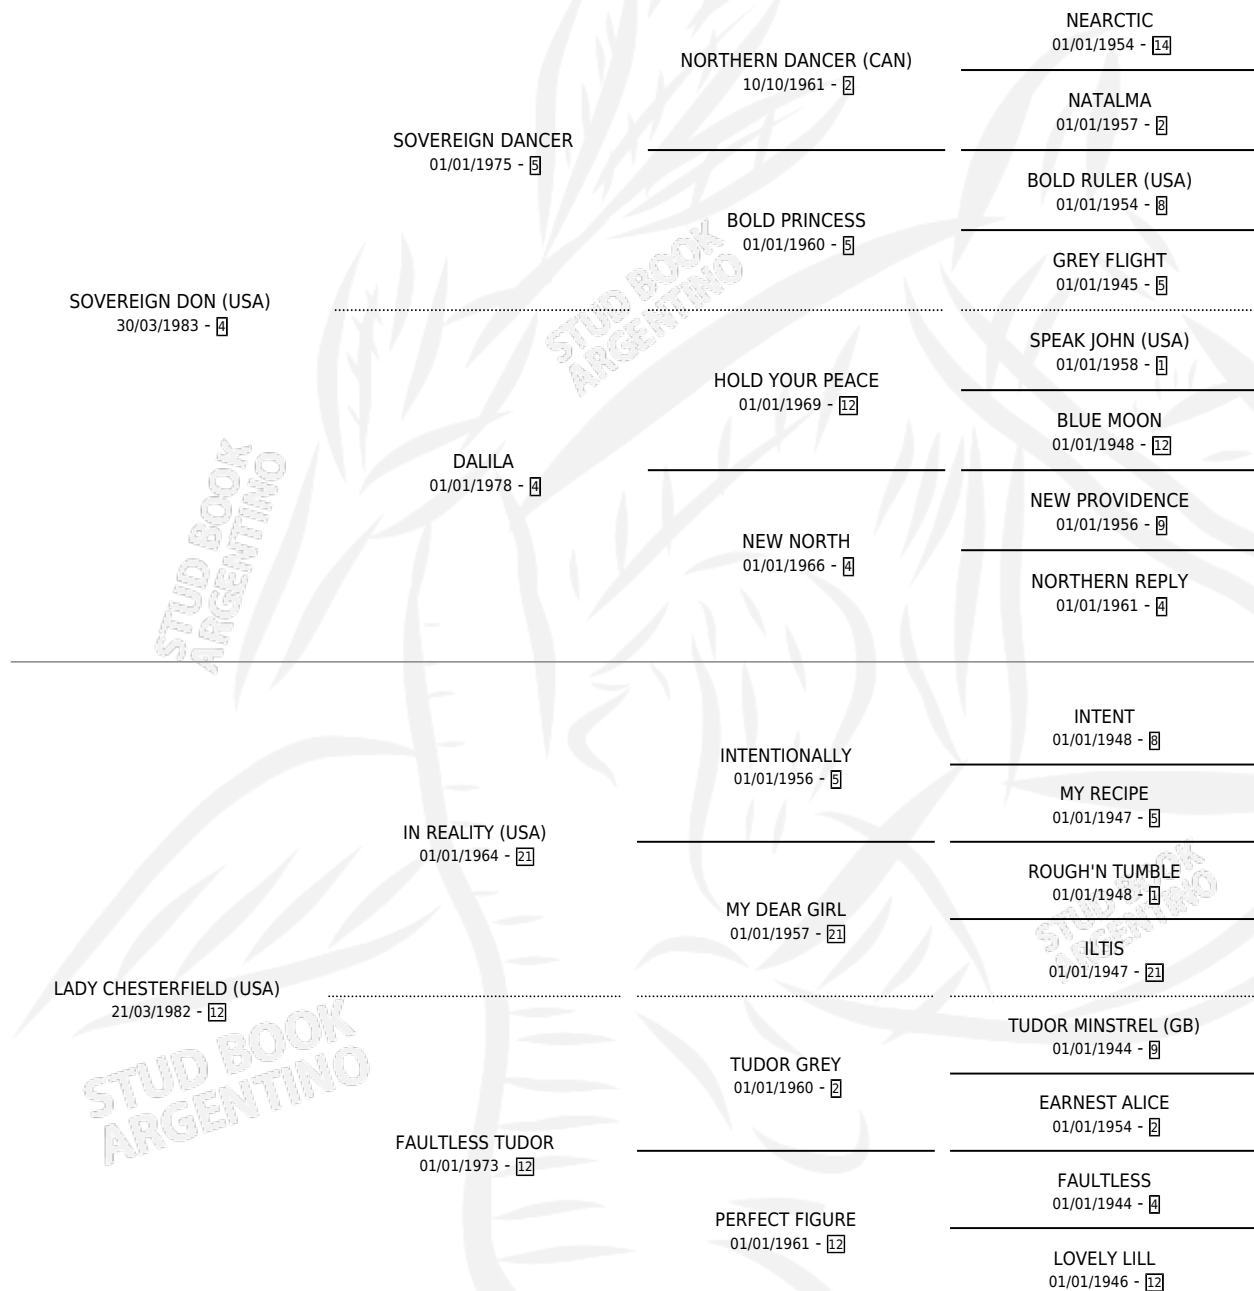 NEARCTIC
01/01/1954 - 14
NORTHERN DANCER (CAN)
10/10/1961 - 2
NATALMA
01/01/1957 - 2
SOVEREIGN DANCER
01/01/1975 - 5
BOLD RULER (USA)
01/01/1954 - 8
BOLD PRINCESS
01/01/1960 - 5
GREY FLIGHT
01/01/1945 - 5
SOVEREIGN DON (USA)
30/03/1983 - 4
SPEAK JOHN (USA)
01/01/1958 - 1
HOLD YOUR PEACE
01/01/1969 - 12
BLUE MOON
01/01/1948 - 12
DALILA
01/01/1978 - 4
NEW PROVIDENCE
01/01/1956 - 9
NEW NORTH
01/01/1966 - 4
NORTHERN REPLY
01/01/1961 - 4
STUD BOOK
ARGENTINO
STUD BOOK
ARGENTINO
INTENT
01/01/1948 - 8
INTENTIONALLY
01/01/1956 - 5
MY RECIPE
01/01/1947 - 5
IN REALITY (USA)
01/01/1964 - 21
ROUGH'N TUMBLE
01/01/1948 - 1
MY DEAR GIRL
01/01/1957 - 21
ILTIS
01/01/1947 - 21
LADY CHESTERFIELD (USA)
21/03/1982 - 12
TUDOR MINSTREL (GB)
01/01/1944 - 9
TUDOR GREY
01/01/1960 - 2
EARNEST ALICE
01/01/1954 - 2
FAULTLESS TUDOR
01/01/1973 - 12
FAULTLESS
01/01/1944 - 4
PERFECT FIGURE
01/01/1961 - 12
LOVELY LILL
01/01/1946 - 12
STUD BOOK
ARGENTINO
STUD BOOK
ARGENTINO